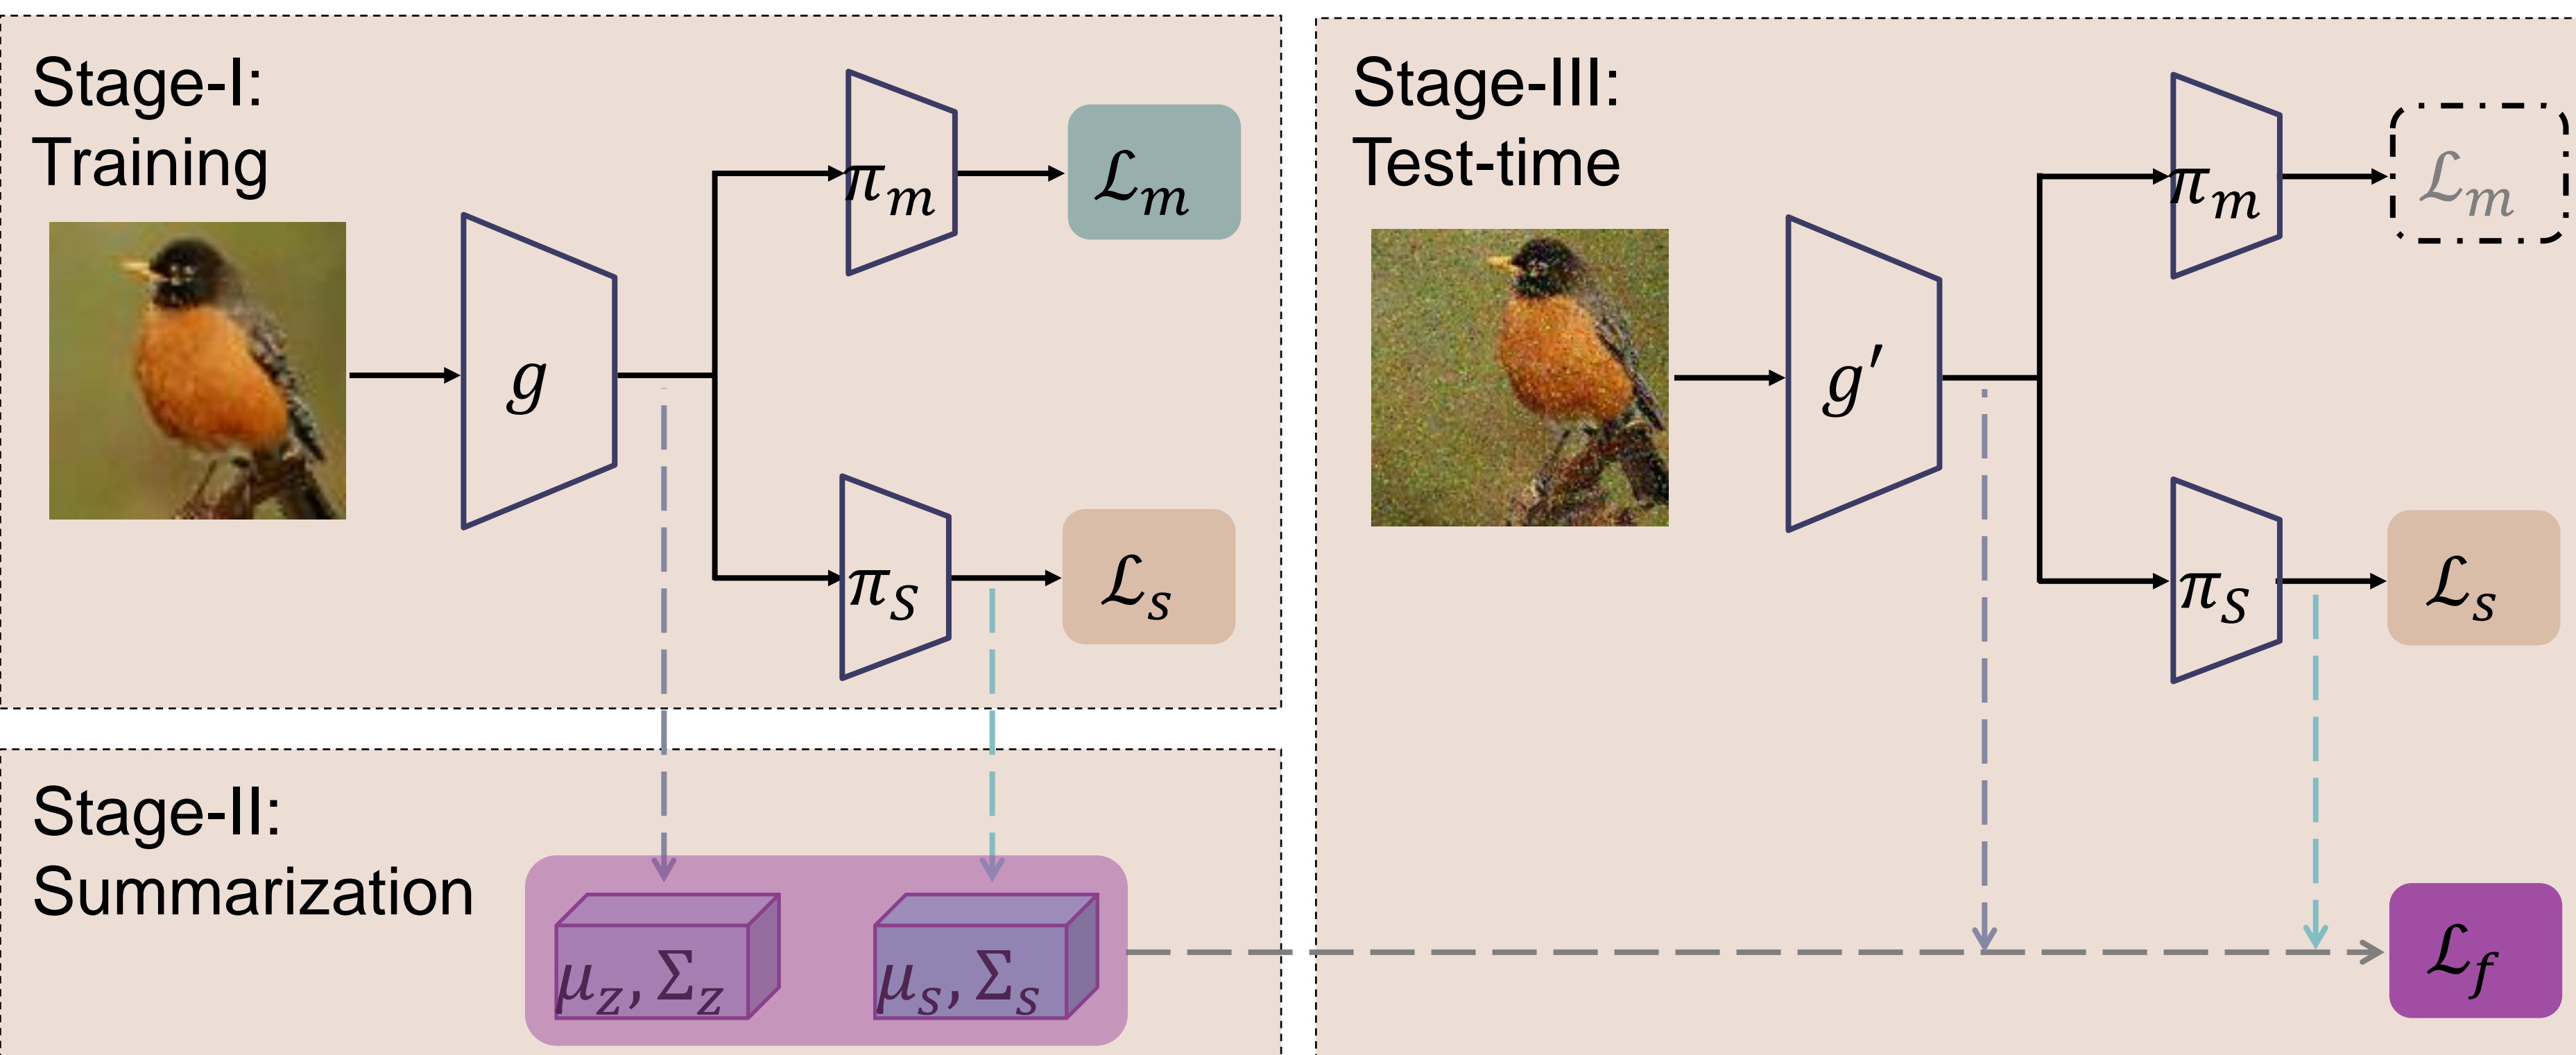 Stage-I:
Training
g
π_m
ℒ_m
π_S
ℒ_s
Stage-II:
Summarization
μ_z, Σ_z
μ_s, Σ_s
Stage-III:
Test-time
g′
π_m
ℒ_m
π_S
ℒ_s
ℒ_f